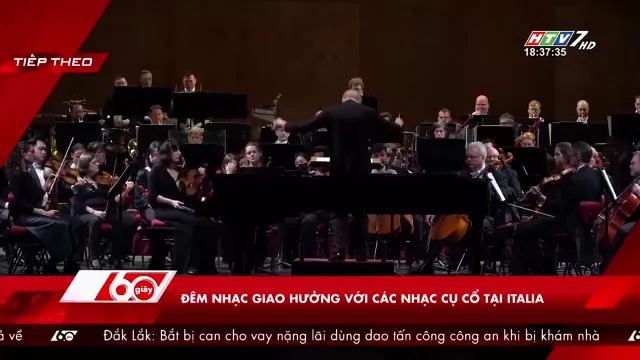 HTV7 HD
18:37:35
TIẾP THEO
60 giây
ĐÊM NHẠC GIAO HƯỞNG VỚI CÁC NHẠC CỤ CỔ TẠI ITALIA
ả về 60 Đắk Lắk: Bắt bị can cho vay nặng lãi dùng dao tấn công công an khi bị khám nhà